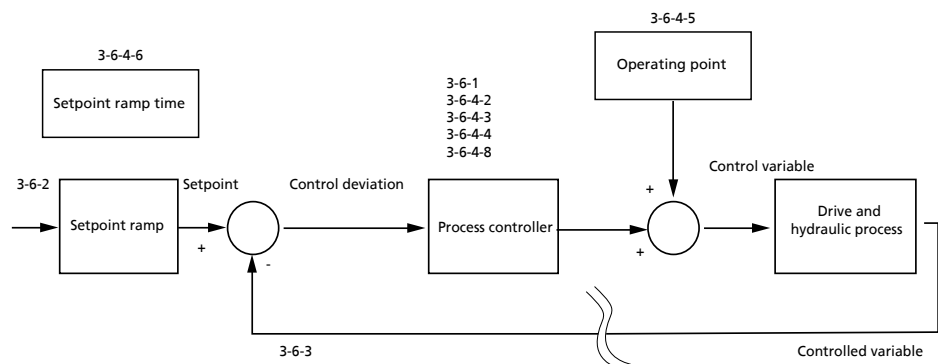 3-6-4-5
Operating point
3-6-4-6
Setpoint ramp time
3-6-1
3-6-4-2
3-6-4-3
3-6-4-4
3-6-4-8
3-6-2
Setpoint ramp
Setpoint
+
-
Control deviation
Process controller
+
+
Control variable
Drive and
hydraulic process
3-6-3
Controlled variable